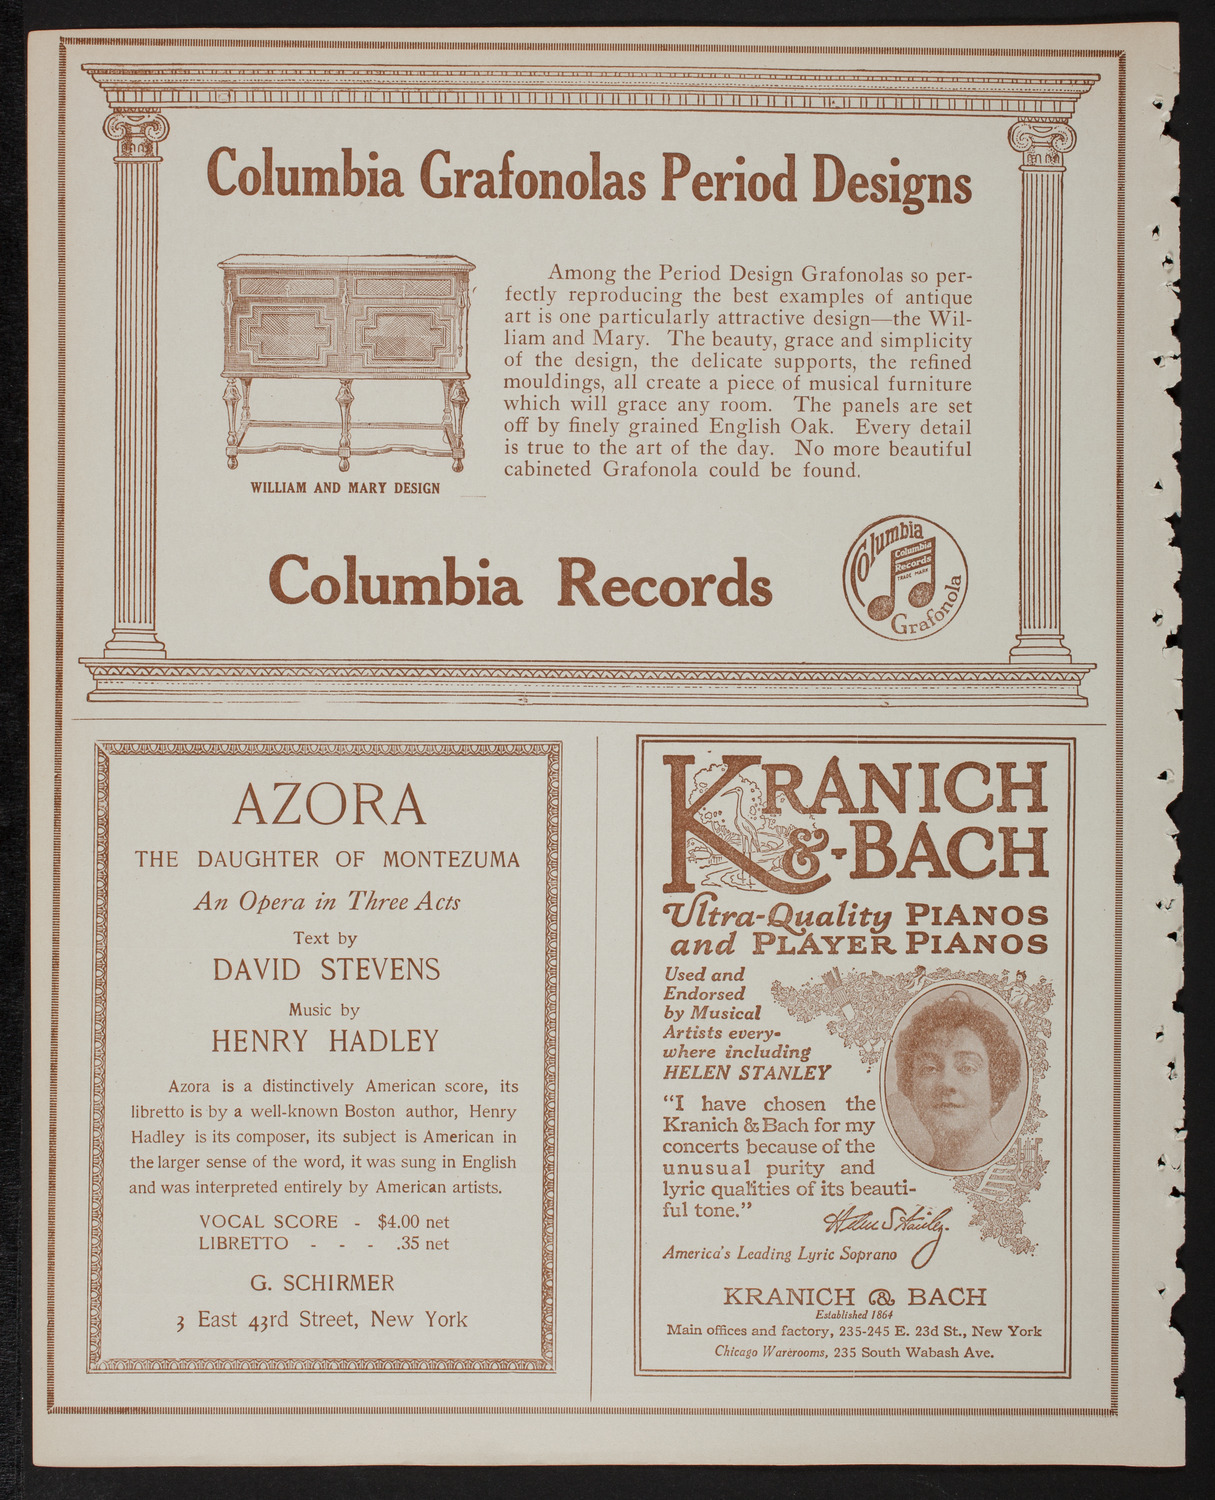 Columbia Grafonolas Period Designs
Among the Period Design Grafonolas so per-
fectly reproducing the best examples of antique
art is one particularly attractive design—the Wil-
liam and Mary. The beauty, grace and simplicity
of the design, the delicate supports, the refined
mouldings, all create a piece of musical furniture
which will grace any room. The panels are set
off by finely grained English Oak. Every detail
is true to the art of the day. No more beautiful
cabineted Grafonola could be found.
WILLIAM AND MARY DESIGN
Columbia Records
Columbia
Columbia
Records
TRADE MARK
Grafonola
AZORA
THE DAUGHTER OF MONTEZUMA
An Opera in Three Acts
Text by
DAVID STEVENS
Music by
HENRY HADLEY
Azora is a distinctively American score, its
libretto is by a well-known Boston author, Henry
Hadley is its composer, its subject is American in
the larger sense of the word, it was sung in English
and was interpreted entirely by American artists.
VOCAL SCORE - $4.00 net
LIBRETTO - - - .35 net
G. SCHIRMER
3 East 43rd Street, New York
KRANICH
&-BACH
Ultra-Quality PIANOS
and PLAYER PIANOS
Used and
Endorsed
by Musical
Artists every-
where including
HELEN STANLEY
"I have chosen the
Kranich & Bach for my
concerts because of the
unusual purity and
lyric qualities of its beauti-
ful tone."
Helen Stanley.
America's Leading Lyric Soprano
KRANICH & BACH
Established 1864
Main offices and factory, 235-245 E. 23d St., New York
Chicago Warerooms, 235 South Wabash Ave.